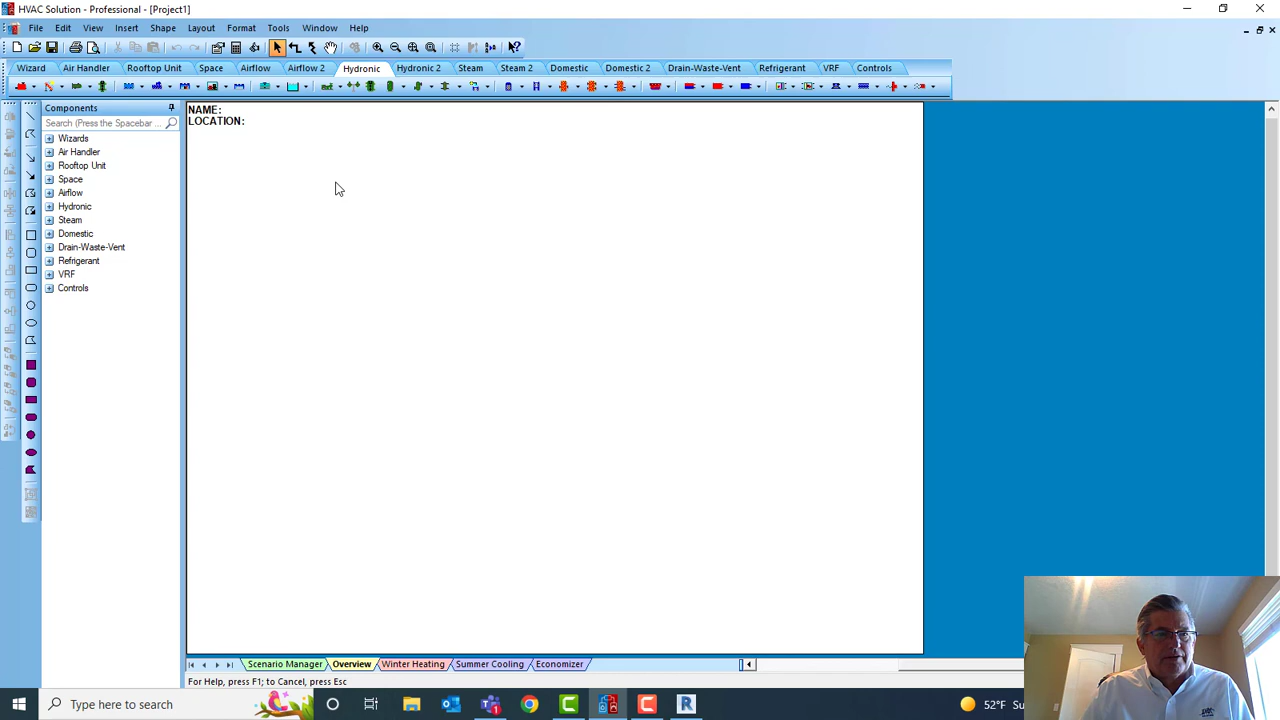 HVAC Solution - Professional - [Project1]
File Edit View Insert Shape Layout Format Tools Window Help
Wizard Air Handler Rooftop Unit Space Airflow Airflow 2 Hydronic Hydronic 2 Steam Steam 2 Domestic Domestic 2 Drain-Waste-Vent Refrigerant VRF Controls
Components
Search (Press the Spacebar ...
Wizards
Air Handler
Rooftop Unit
Space
Airflow
Hydronic
Steam
Domestic
Drain-Waste-Vent
Refrigerant
VRF
Controls
NAME:
LOCATION:
Scenario Manager Overview Winter Heating Summer Cooling Economizer
For Help, press F1; to Cancel, press Esc
Type here to search
52°F Su